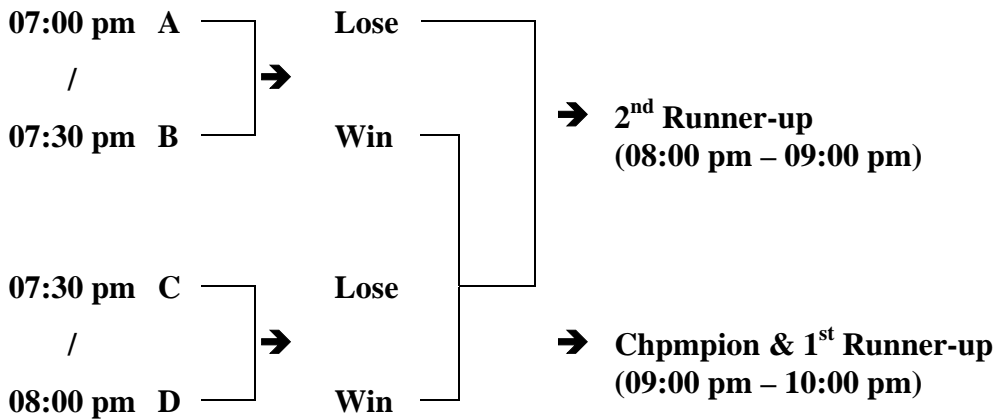 07:00 pm A Lose
/ ➔
07:30 pm B Win ➔ 2nd Runner-up
(08:00 pm – 09:00 pm)
07:30 pm C Lose
/ ➔ ➔ Chpmpion & 1st Runner-up
08:00 pm D Win (09:00 pm – 10:00 pm)